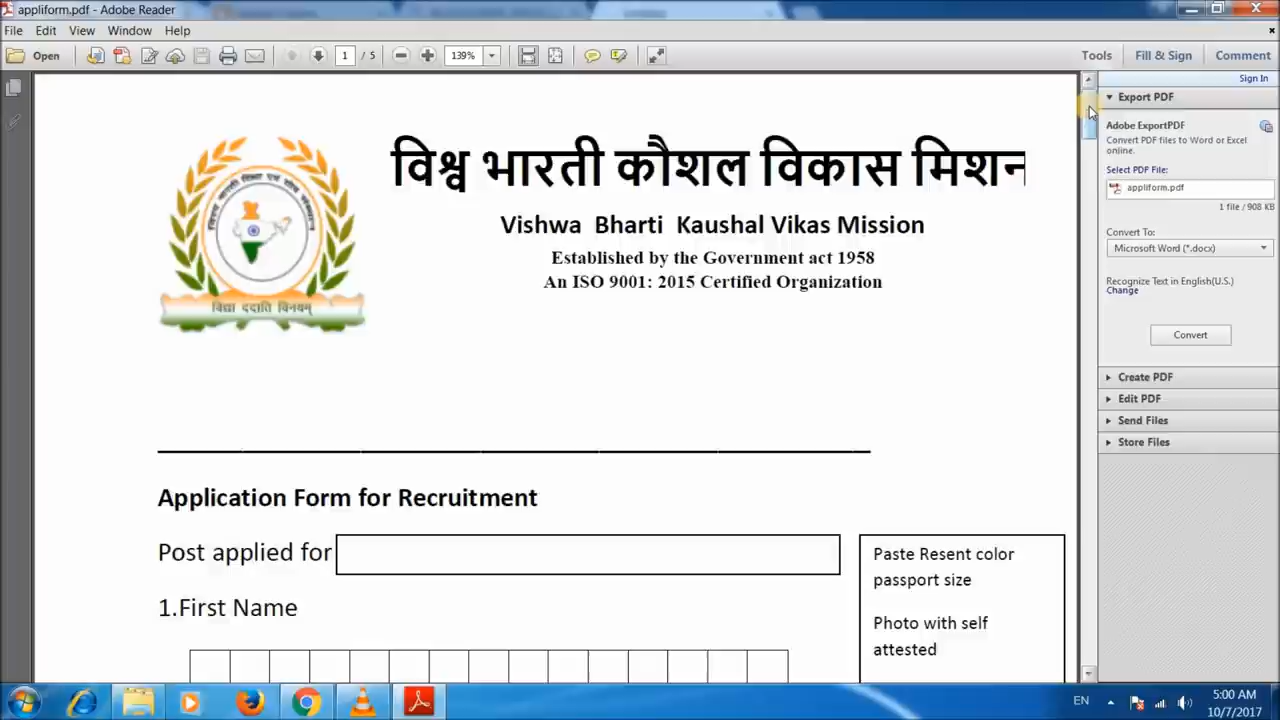 appliform.pdf - Adobe Reader
File Edit View Window Help
Open 1 / 5 139% Tools Fill & Sign Comment
Sign In
Export PDF
Adobe ExportPDF
Convert PDF files to Word or Excel
online.
Select PDF File:
appliform.pdf
1 file / 908 KB
Convert To:
Microsoft Word (*.docx)
Recognize Text in English(U.S.)
Change
Convert
Create PDF
Edit PDF
Send Files
Store Files
विश्व भारती कौशल विकास मिशन
Vishwa Bharti Kaushal Vikas Mission
Established by the Government act 1958
An ISO 9001: 2015 Certified Organization
विद्या ददाति विनयम्
Application Form for Recruitment
Post applied for
1.First Name
Paste Resent color
passport size
Photo with self
attested
EN
5:00 AM
10/7/2017